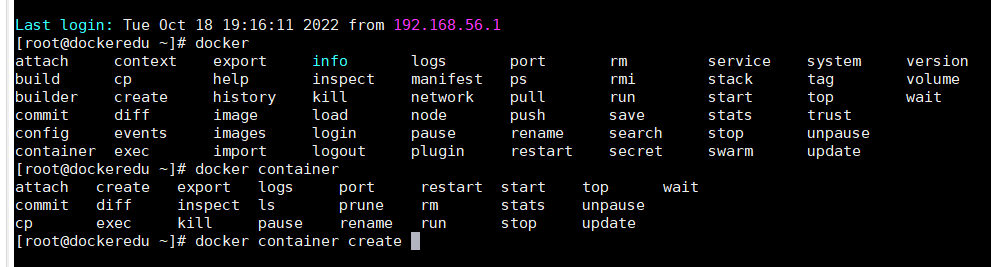 Last login: Tue Oct 18 19:16:11 2022 from 192.168.56.1
[root@dockeredu ~]# docker
attach     context    export     info       logs       port       rm         service    system     version
build      cp         help       inspect    manifest   ps         rmi        stack      tag        volume
builder    create     history    kill       network    pull       run        start      top        wait
commit     diff       image      load       node       push       save       stats      trust
config     events     images     login      pause      rename     search     stop       unpause
container  exec       import     logout     plugin     restart    secret     swarm      update
[root@dockeredu ~]# docker container
attach   create   export   logs     port     restart  start    top      wait
commit   diff     inspect  ls       prune    rm       stats    unpause
cp       exec     kill     pause    rename   run      stop     update
[root@dockeredu ~]# docker container create